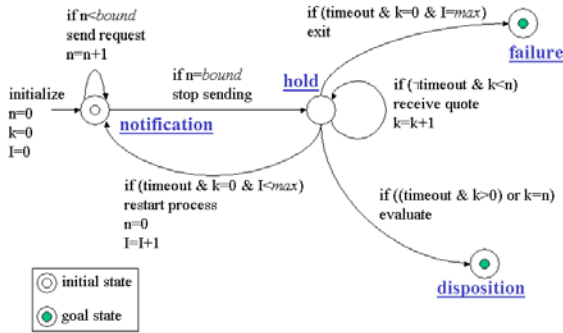 if n<bound
send request
n=n+1
initialize
n=0
k=0
I=0
notification
if n=bound
stop sending
hold
if (timeout & k=0 & I=max)
exit
failure
if (¬timeout & k<n)
receive quote
k=k+1
if (timeout & k=0 & I<max)
restart process
n=0
I=I+1
if ((timeout & k>0) or k=n)
evaluate
disposition
initial state
goal state